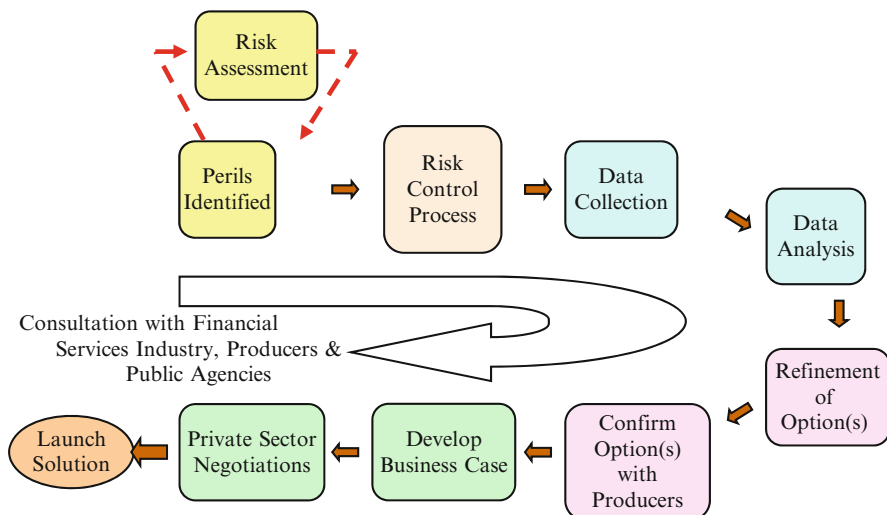 Risk
Assessment
Perils
Identified
Risk
Control
Process
Data
Collection
Data
Analysis
Consultation with Financial
Services Industry, Producers &
Public Agencies
Refinement
of
Option(s)
Confirm
Option(s)
with
Producers
Develop
Business Case
Private Sector
Negotiations
Launch
Solution